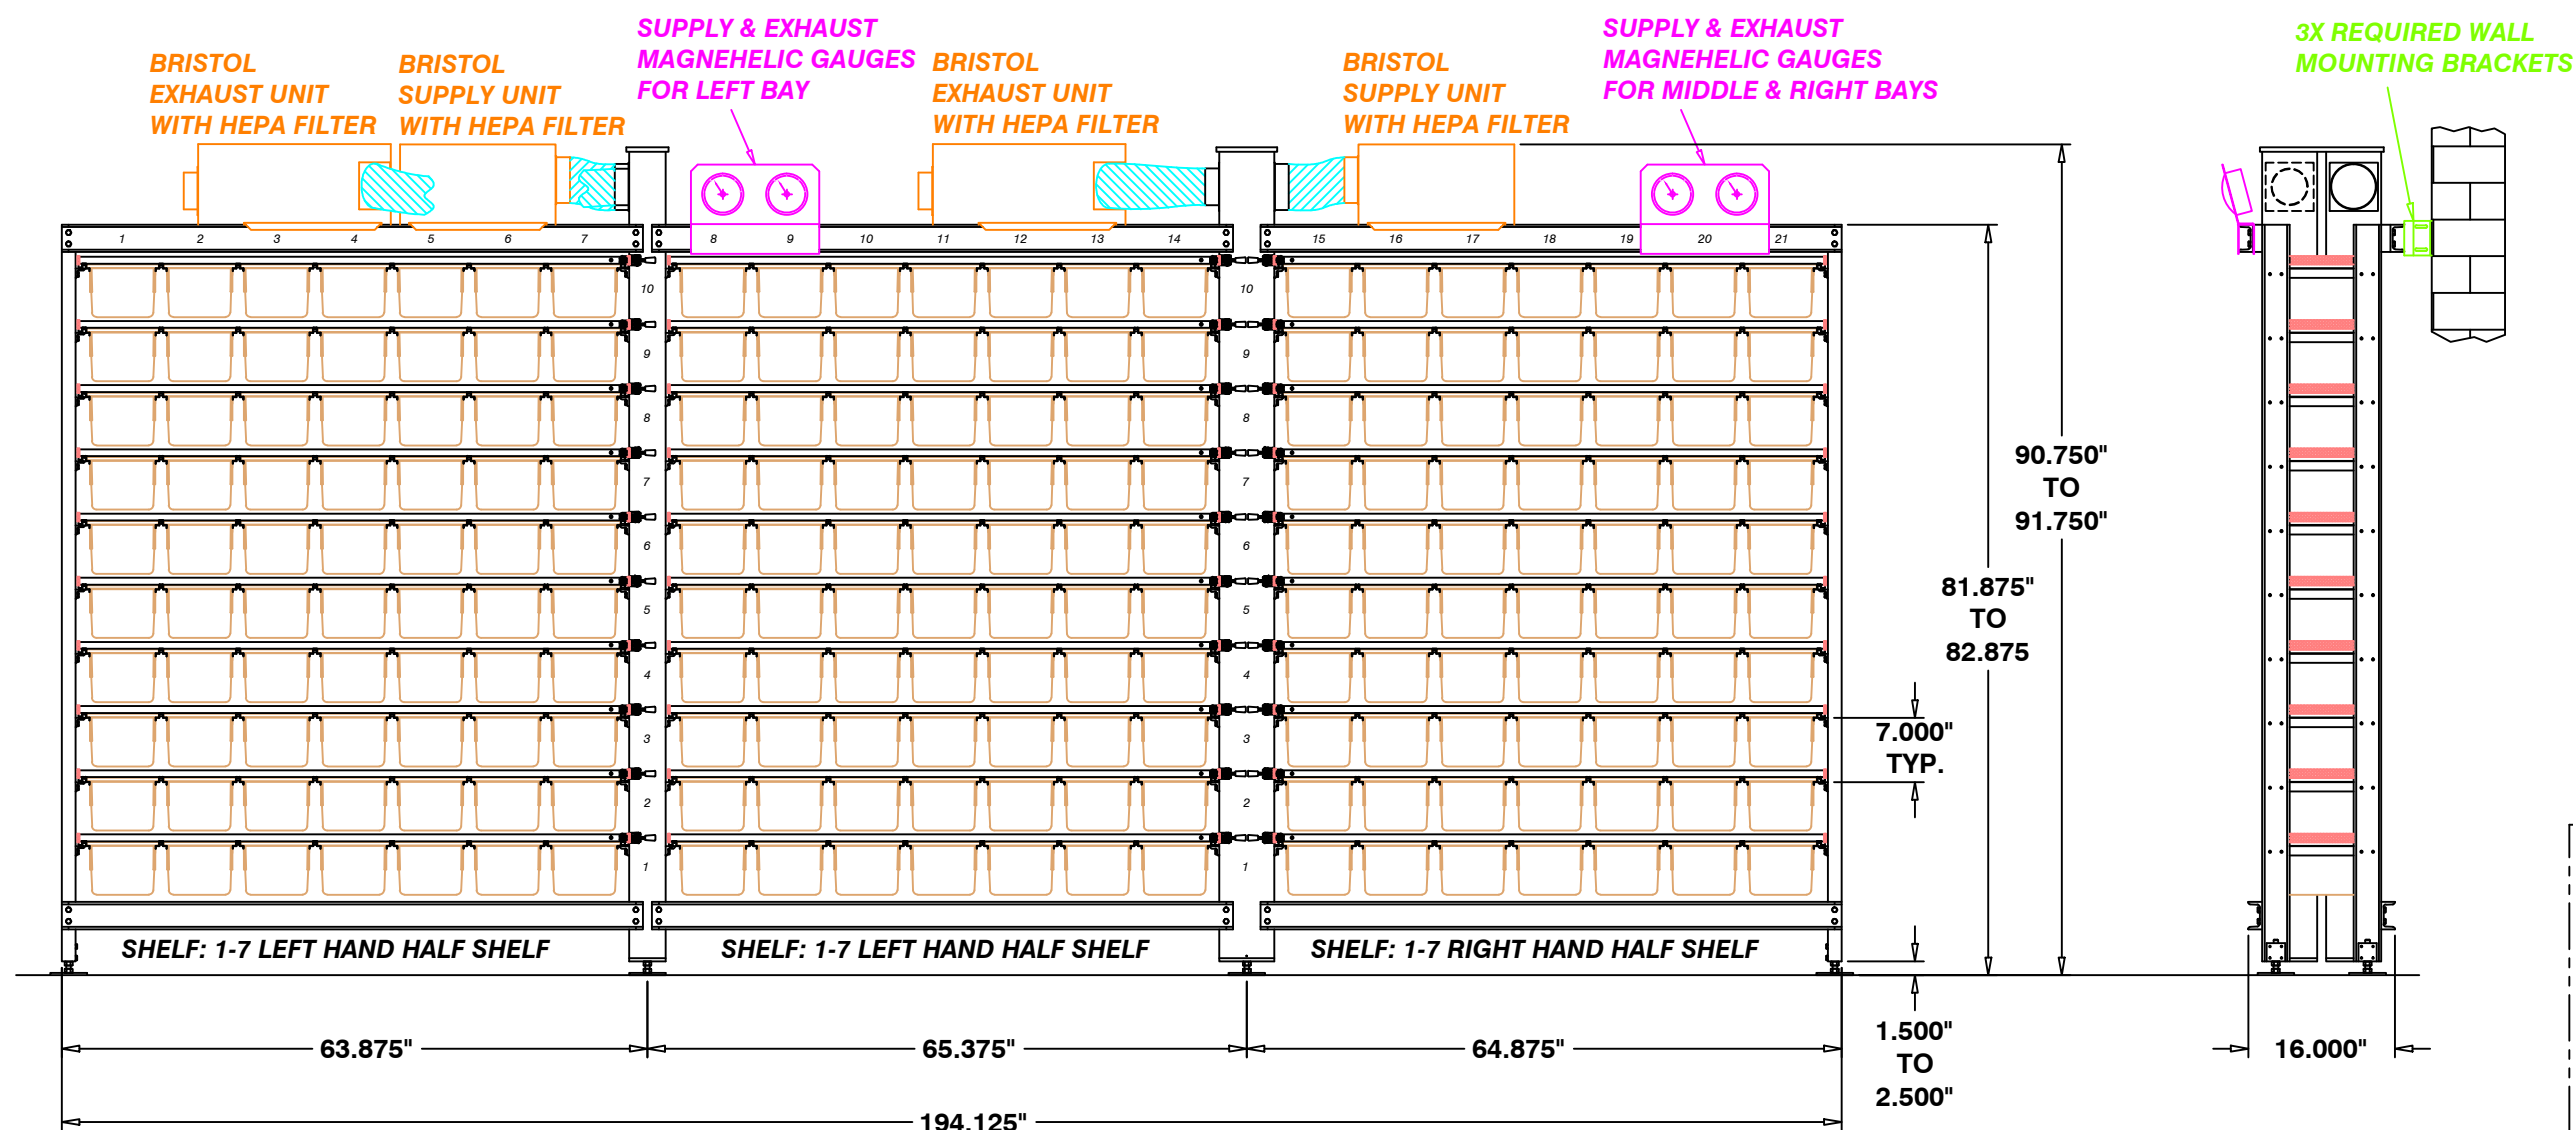 SUPPLY & EXHAUST
MAGNEHELIC GAUGES
FOR LEFT BAY
SUPPLY & EXHAUST
MAGNEHELIC GAUGES
FOR MIDDLE & RIGHT BAYS
3X REQUIRED WALL
MOUNTING BRACKETS
BRISTOL
EXHAUST UNIT
WITH HEPA FILTER
BRISTOL
SUPPLY UNIT
WITH HEPA FILTER
BRISTOL
EXHAUST UNIT
WITH HEPA FILTER
BRISTOL
SUPPLY UNIT
WITH HEPA FILTER
1 2 3 4 5 6 7 8 9 10 11 12 13 14 15 16 17 18 19 20 21
10 10
9 9
8 8
7 7
6 6
5 5
4 4
3 3
2 2
1 1
90.750"
TO
91.750"
81.875"
TO
82.875
7.000"
TYP.
SHELF: 1-7 LEFT HAND HALF SHELF
SHELF: 1-7 LEFT HAND HALF SHELF
SHELF: 1-7 RIGHT HAND HALF SHELF
63.875"
65.375"
64.875"
1.500"
TO
2.500"
16.000"
194.125"